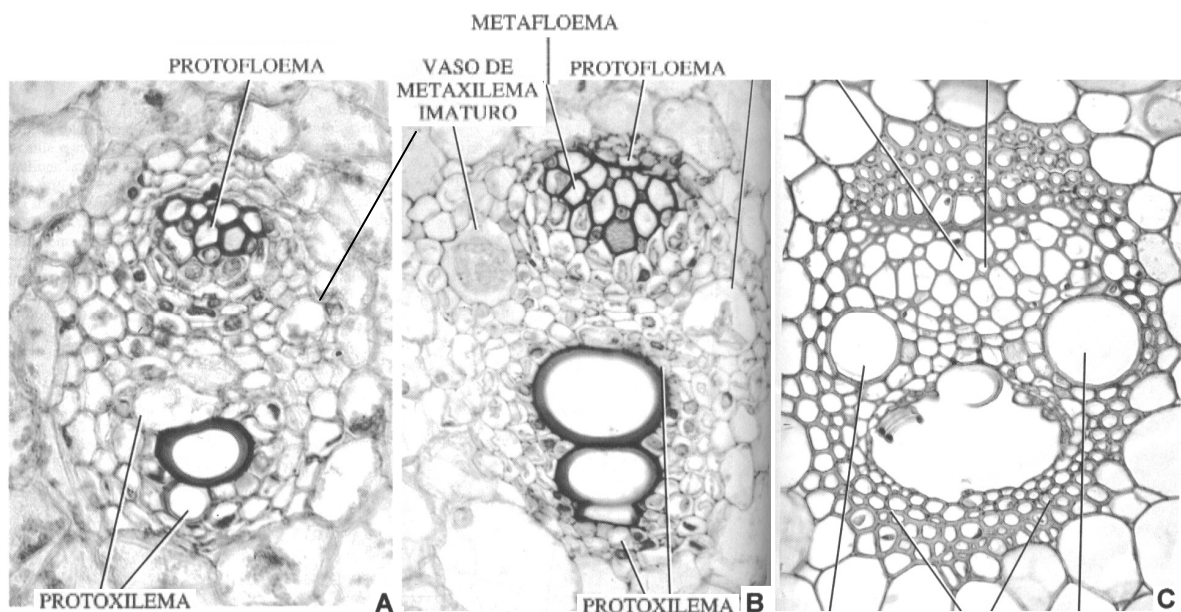 METAFLOEMA
PROTOFLOEMA
VASO DE
METAXILEMA
IMATURO
PROTOFLOEMA
PROTOXILEMA
A
PROTOXILEMA
B
C